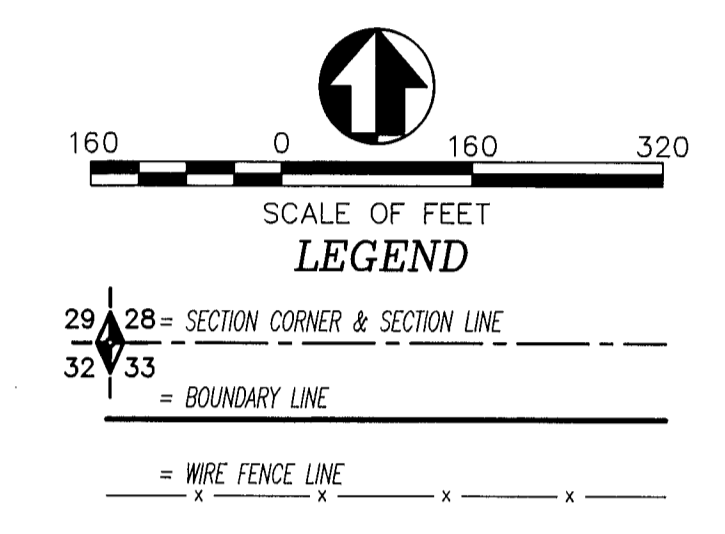 160 0 160 320
SCALE OF FEET
LEGEND
29 28 = SECTION CORNER & SECTION LINE
32 33
= BOUNDARY LINE
= WIRE FENCE LINE
x x x x